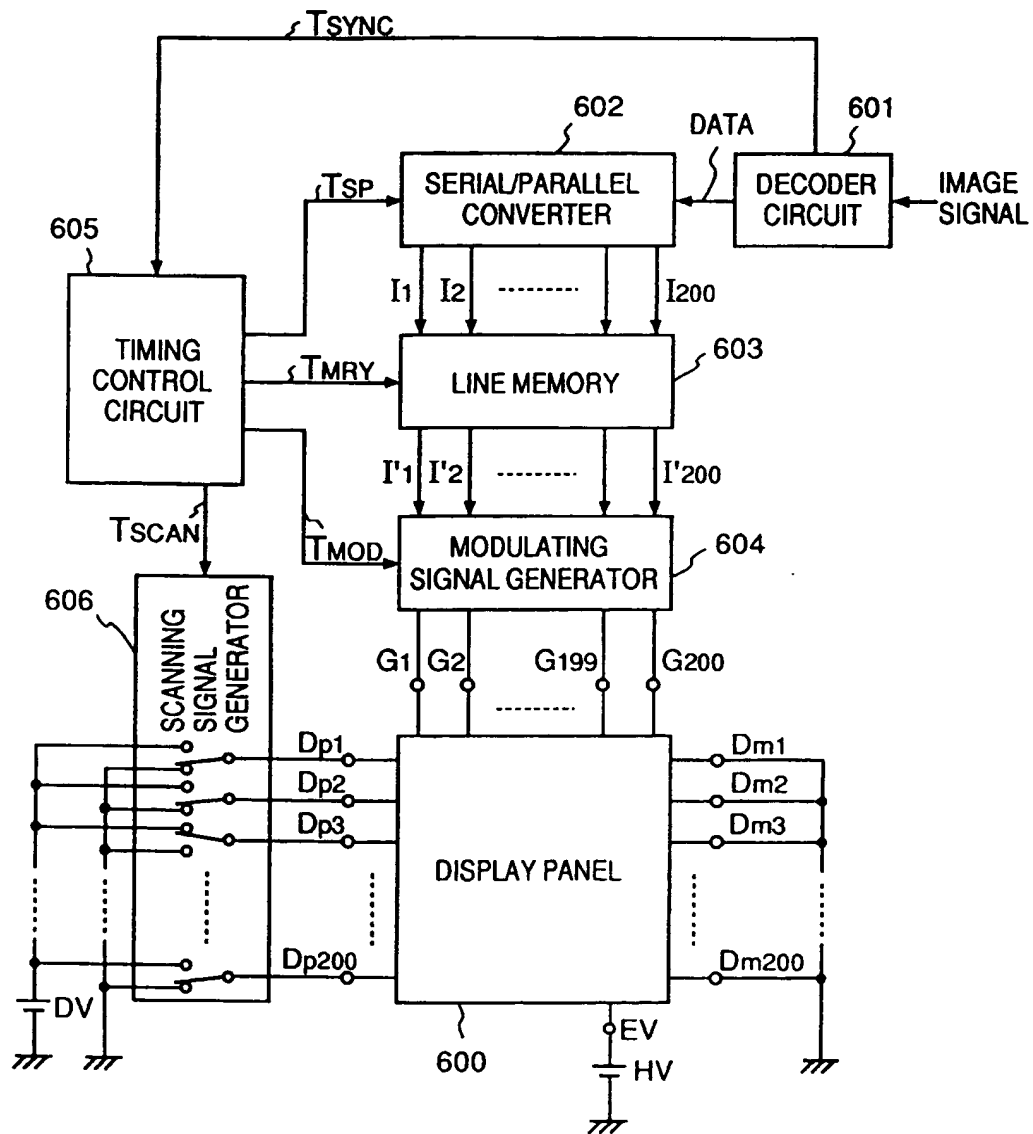 TSYNC
602
DATA
601
SERIAL/PARALLEL
CONVERTER
DECODER
CIRCUIT
IMAGE
SIGNAL
TSP
605
I1 I2 I200
TIMING
CONTROL
CIRCUIT
TMRY
LINE MEMORY
603
I'1 I'2 I'200
TSCAN
TMOD
MODULATING
SIGNAL GENERATOR
604
606
SCANNING
SIGNAL
GENERATOR
G1 G2 G199 G200
Dp1 Dm1
Dp2 Dm2
Dp3 Dm3
DISPLAY PANEL
Dp200 Dm200
DV
600
EV
HV